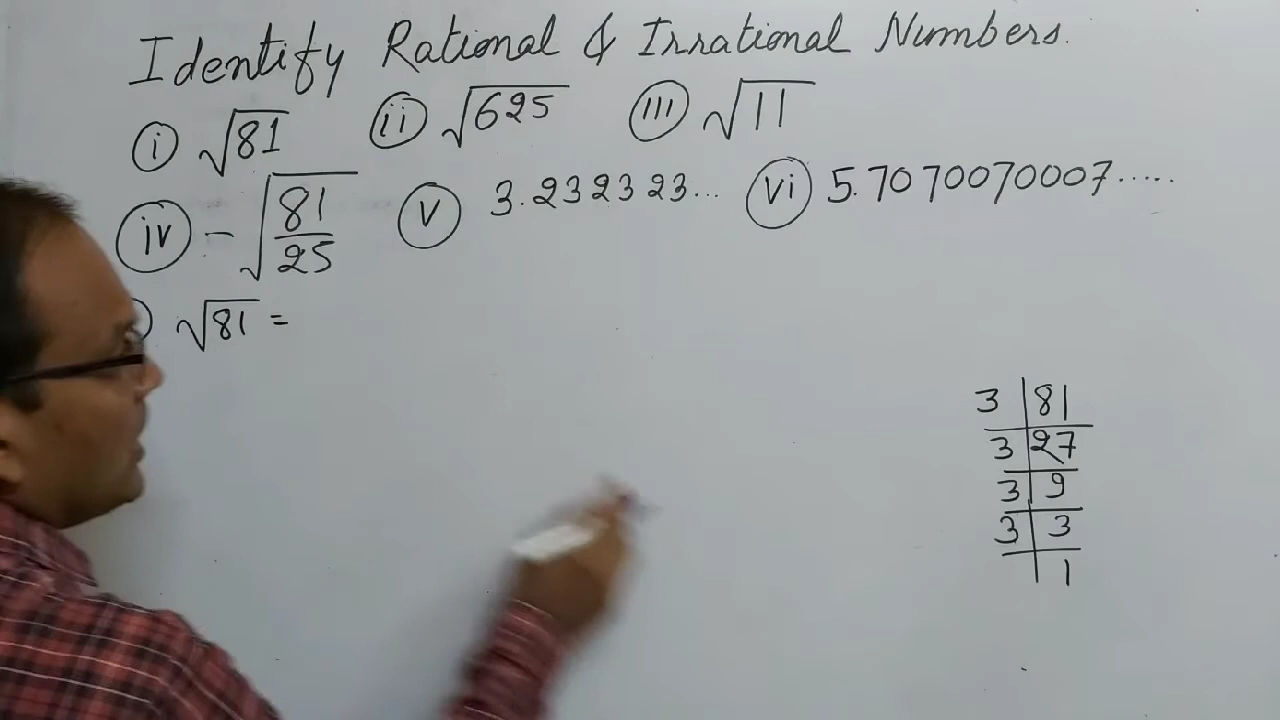 Identify Rational & Irrational Numbers.
(i) √81 (ii) √625 (iii) √11
(iv) -√(81/25) (v) 3.232323... (vi) 5.7070070007.....
) √81 =
3 | 81
3 | 27
3 | 9
3 | 3
| 1